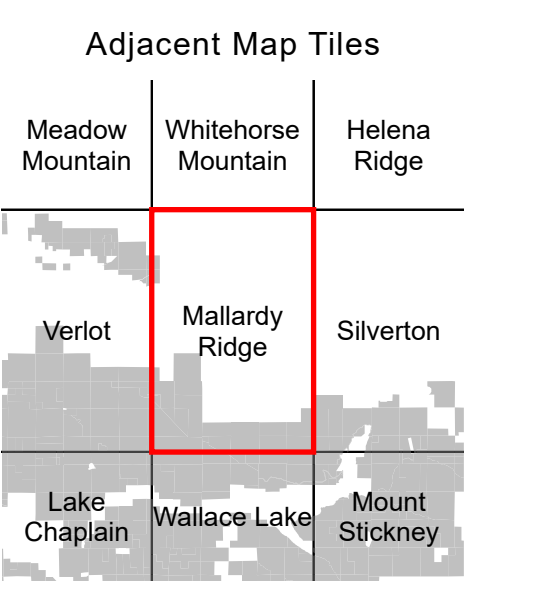 Adjacent Map Tiles
Meadow
Mountain
Whitehorse
Mountain
Helena
Ridge
Verlot
Mallardy
Ridge
Silverton
Lake
Chaplain
Wallace Lake
Mount
Stickney